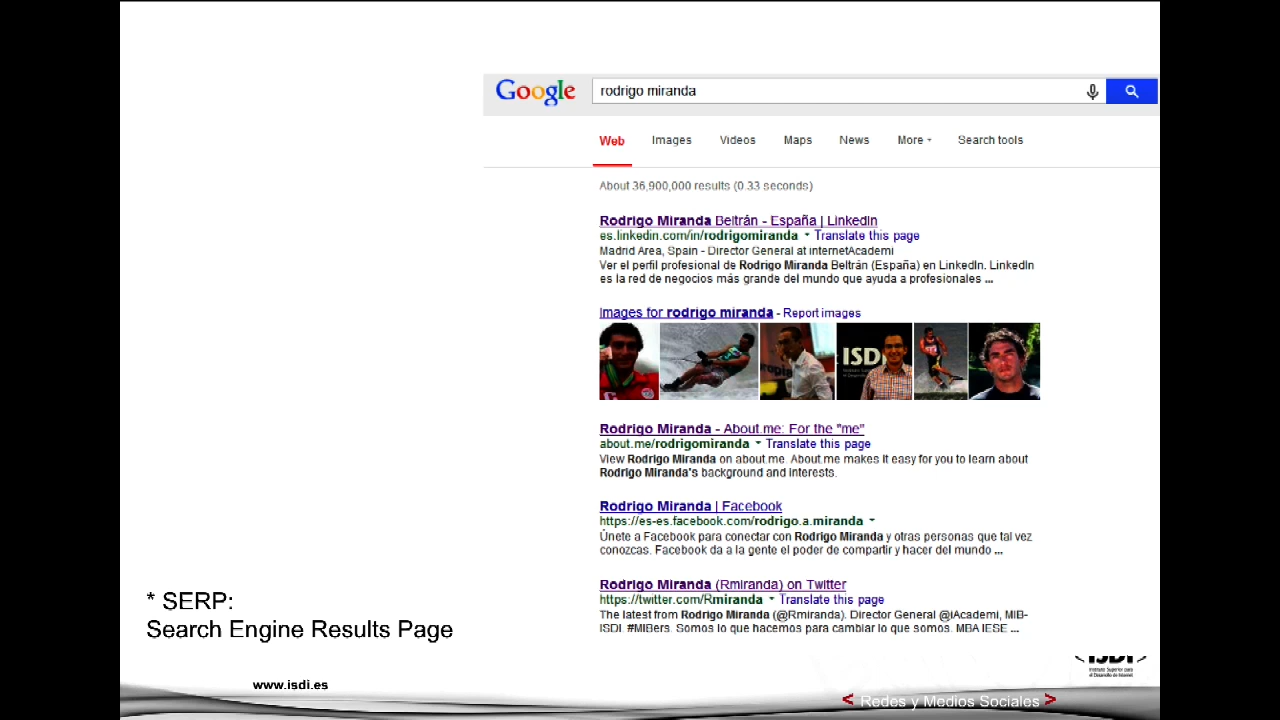 Google
rodrigo miranda
Web Images Videos Maps News More Search tools
About 36,900,000 results (0.33 seconds)
Rodrigo Miranda Beltrán - España | LinkedIn
es.linkedin.com/in/rodrigomiranda Translate this page
Madrid Area, Spain - Director General at internetAcademi
Ver el perfil profesional de Rodrigo Miranda Beltrán (España) en LinkedIn. LinkedIn
es la red de negocios más grande del mundo que ayuda a profesionales ...
Images for rodrigo miranda - Report images
ISDI
Rodrigo Miranda - About.me: For the "me"
about.me/rodrigomiranda Translate this page
View Rodrigo Miranda on about.me. About.me makes it easy for you to learn about
Rodrigo Miranda's background and interests.
Rodrigo Miranda | Facebook
https://es-es.facebook.com/rodrigo.a.miranda
Únete a Facebook para conectar con Rodrigo Miranda y otras personas que tal vez
conozcas. Facebook da a la gente el poder de compartir y hacer del mundo ...
Rodrigo Miranda (Rmiranda) on Twitter
https://twitter.com/Rmiranda Translate this page
The latest from Rodrigo Miranda (@Rmiranda). Director General @iAcademi, MIB-
ISDI. #MIBers. Somos lo que hacemos para cambiar lo que somos. MBA IESE ...
* SERP:
Search Engine Results Page
ISDI
Instituto Superior para
el Desarrollo de Internet
www.isdi.es
< Redes y Medios Sociales >